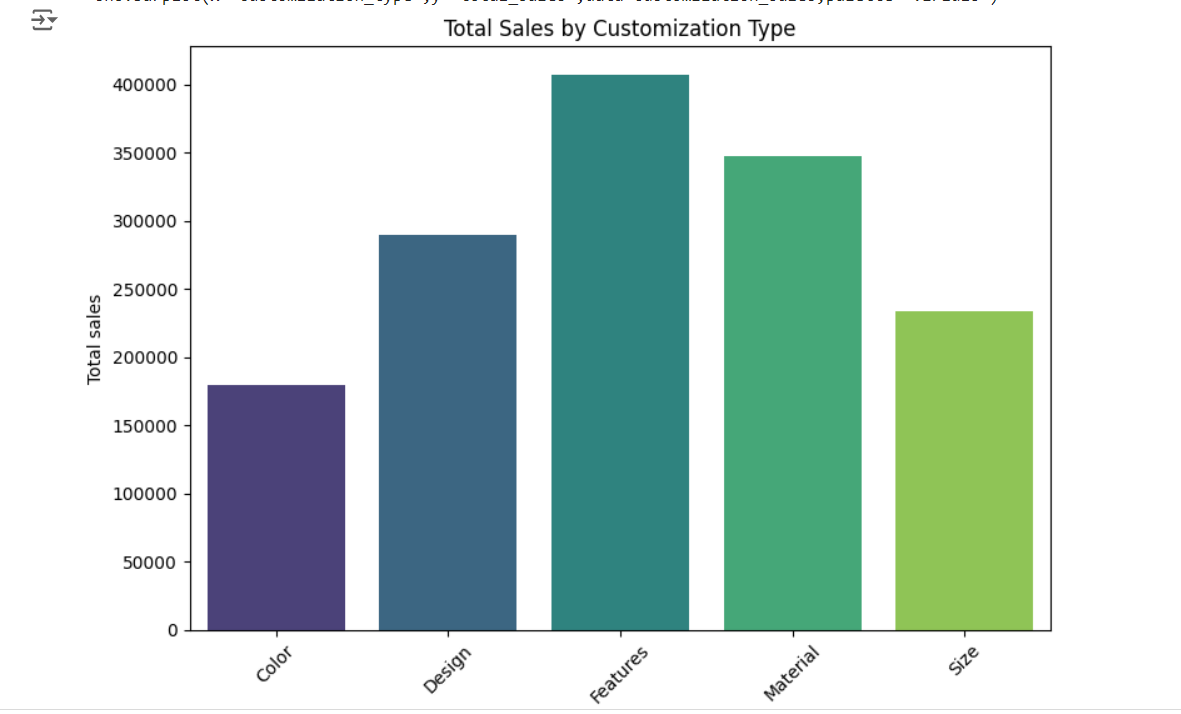 Total Sales by Customization Type
400000
350000
300000
250000
200000
150000
100000
50000
0
Total sales
Color
Design
Features
Material
Size